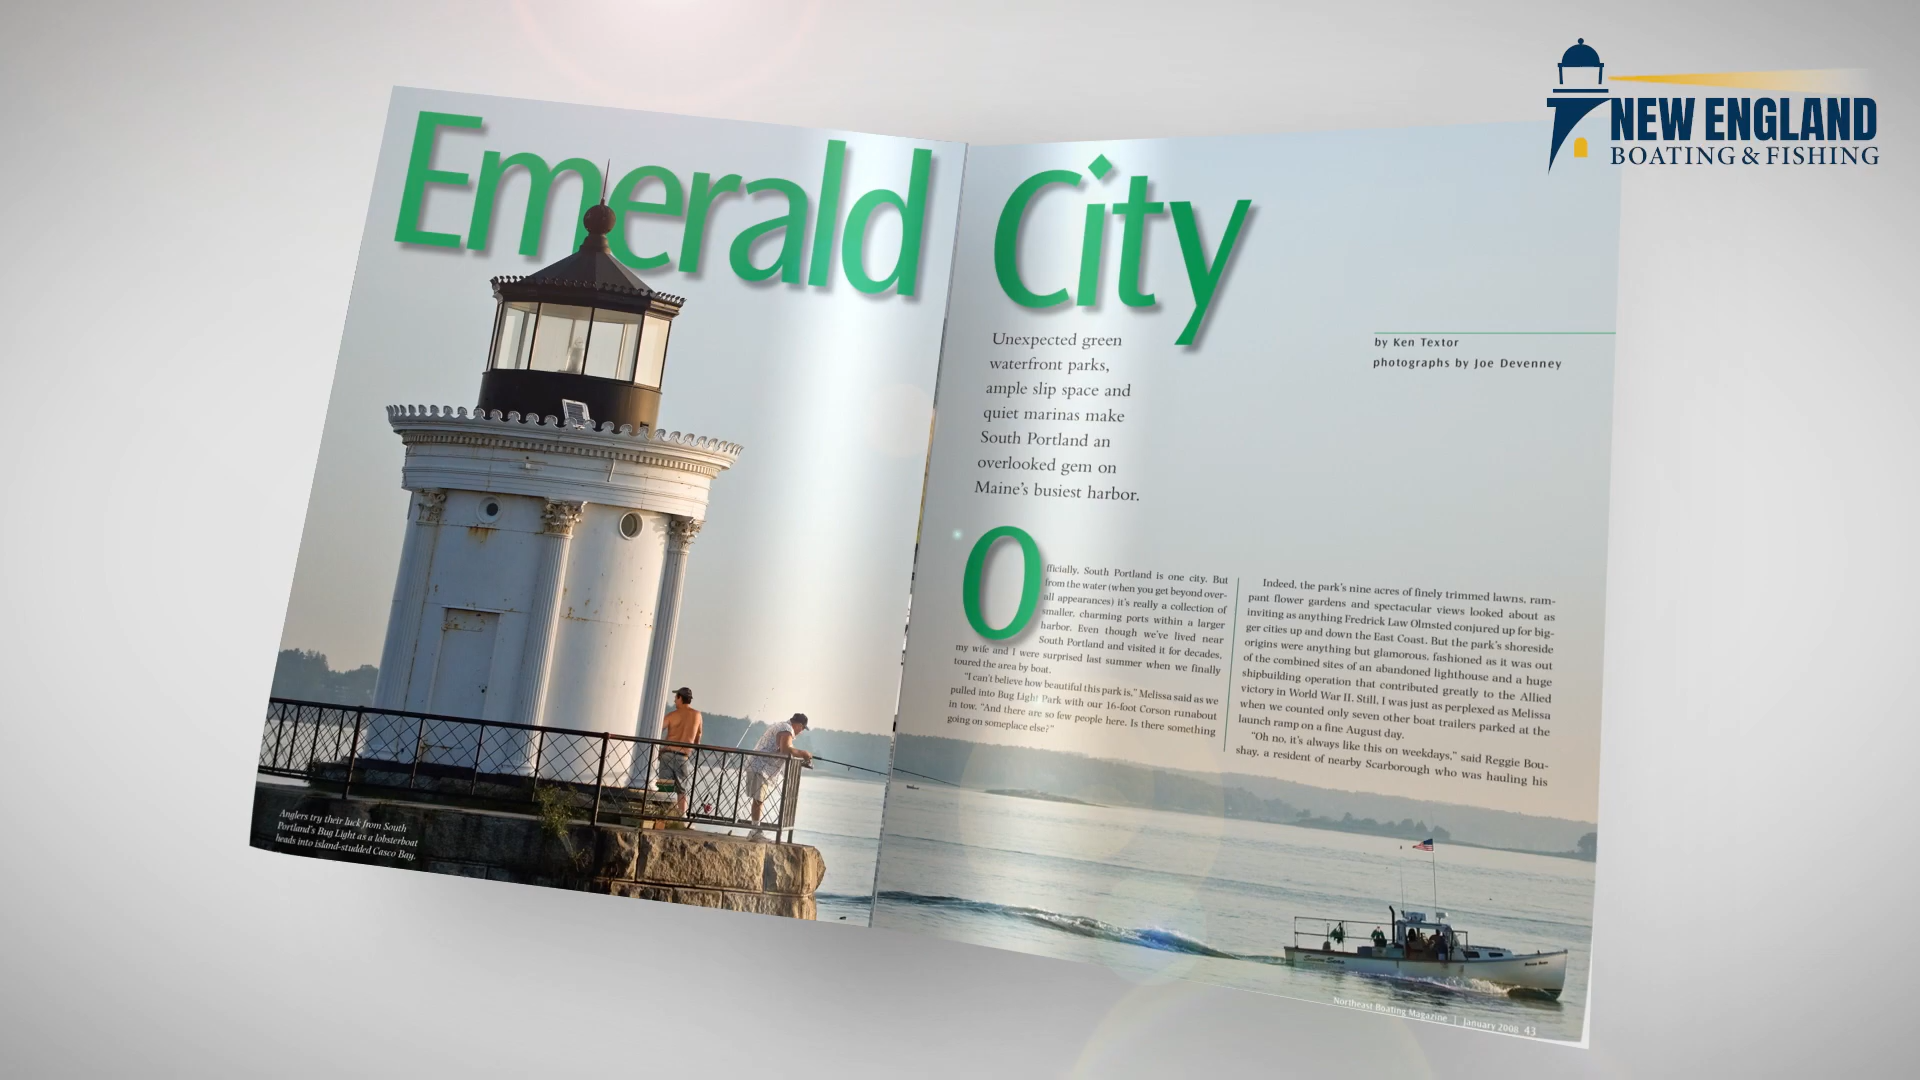 NEW ENGLAND
BOATING & FISHING
Emerald City
Unexpected green
waterfront parks,
ample slip space and
quiet marinas make
South Portland an
overlooked gem on
Maine's busiest harbor.
by Ken Textor
photographs by Joe Devenney
Officially, South Portland is one city. But
from the water (when you get beyond over-
all appearances) it's really a collection of
smaller, charming ports within a larger
harbor. Even though we've lived near
South Portland and visited it for decades,
my wife and I were surprised last summer when we finally
toured the area by boat.
"I can't believe how beautiful this park is," Melissa said as we
pulled into Bug Light Park with our 16-foot Corson runabout
in tow. "And there are so few people here. Is there something
going on someplace else?"
Indeed, the park's nine acres of finely trimmed lawns, ram-
pant flower gardens and spectacular views looked about as
inviting as anything Fredrick Law Olmsted conjured up for big-
ger cities up and down the East Coast. But the park's shoreside
origins were anything but glamorous, fashioned as it was out
of the combined sites of an abandoned lighthouse and a huge
shipbuilding operation that contributed greatly to the Allied
victory in World War II. Still, I was just as perplexed as Melissa
when we counted only seven other boat trailers parked at the
launch ramp on a fine August day.
"Oh no, it's always like this on weekdays," said Reggie Bou-
shay, a resident of nearby Scarborough who was hauling his
Anglers try their luck from South
Portland's Bug Light as a lobsterboat
heads into island-studded Casco Bay.
Northeast Boating Magazine | January 2008 43